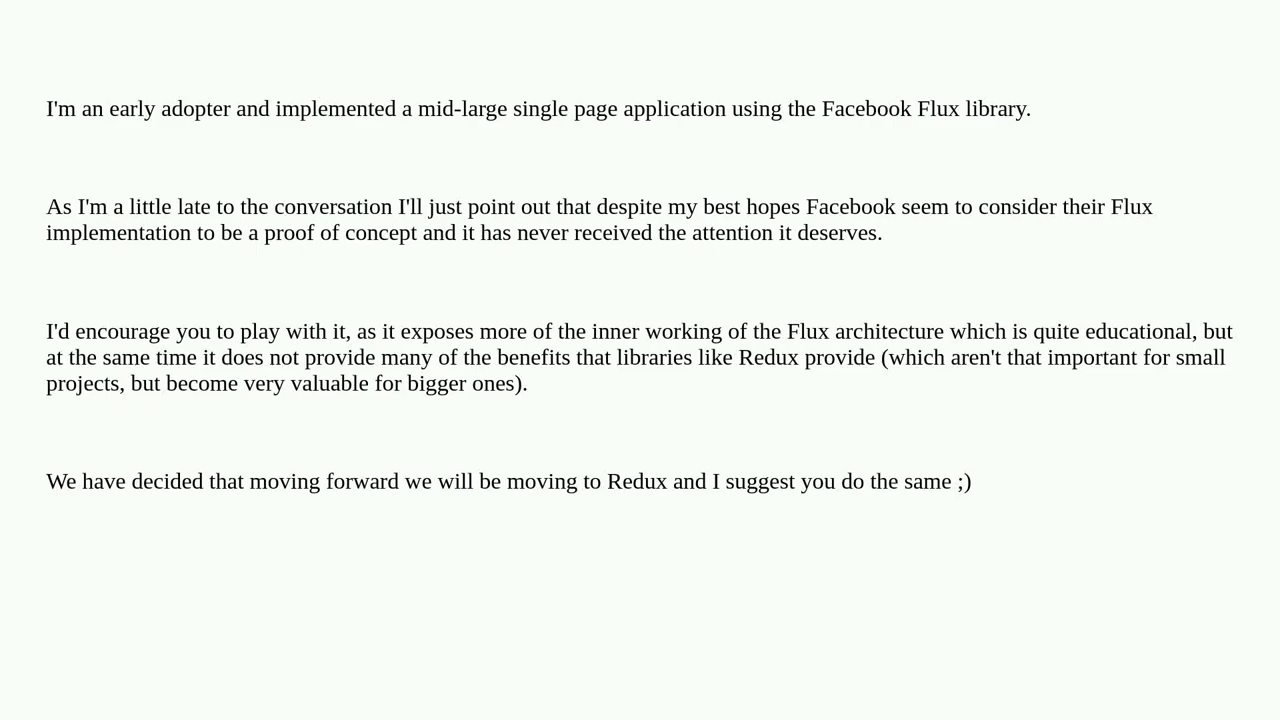 I'm an early adopter and implemented a mid-large single page application using the Facebook Flux library.
As I'm a little late to the conversation I'll just point out that despite my best hopes Facebook seem to consider their Flux
implementation to be a proof of concept and it has never received the attention it deserves.
I'd encourage you to play with it, as it exposes more of the inner working of the Flux architecture which is quite educational, but
at the same time it does not provide many of the benefits that libraries like Redux provide (which aren't that important for small
projects, but become very valuable for bigger ones).
We have decided that moving forward we will be moving to Redux and I suggest you do the same ;)